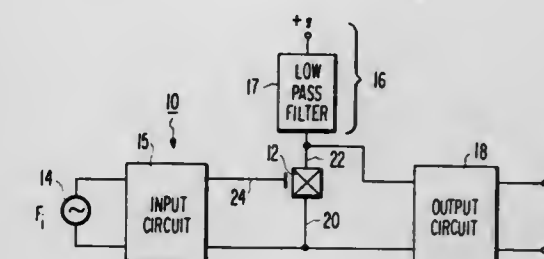 +
17
LOW
PASS
FILTER
16
10
15
12
22
18
14
F i
INPUT
CIRCUIT
24
20
OUTPUT
CIRCUIT